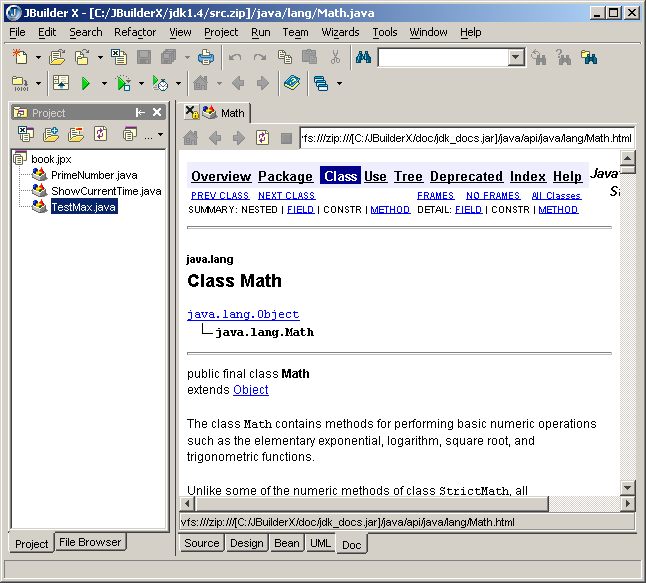 JBuilder X - [C:/JBuilderX/jdk1.4/src.zip]/java/lang/Math.java
File Edit Search Refactor View Project Run Team Wizards Tools Window Help
Project
Math
...
vfs:///zip:///[C:/JBuilderX/doc/jdk_docs.jar]/java/api/java/lang/Math.html
book.jpx
PrimeNumber.java
ShowCurrentTime.java
TestMax.java
Overview Package Class Use Tree Deprecated Index Help
Java
PREV CLASS NEXT CLASS FRAMES NO FRAMES All Classes
St
SUMMARY: NESTED | FIELD | CONSTR | METHOD DETAIL: FIELD | CONSTR | METHOD
java.lang
Class Math
java.lang.Object
java.lang.Math
public final class Math
extends Object
The class Math contains methods for performing basic numeric operations
such as the elementary exponential, logarithm, square root, and
trigonometric functions.
Unlike some of the numeric methods of class StrictMath, all
vfs:///zip:///[C:/JBuilderX/doc/jdk_docs.jar]/java/api/java/lang/Math.html
Project File Browser
Source Design Bean UML Doc